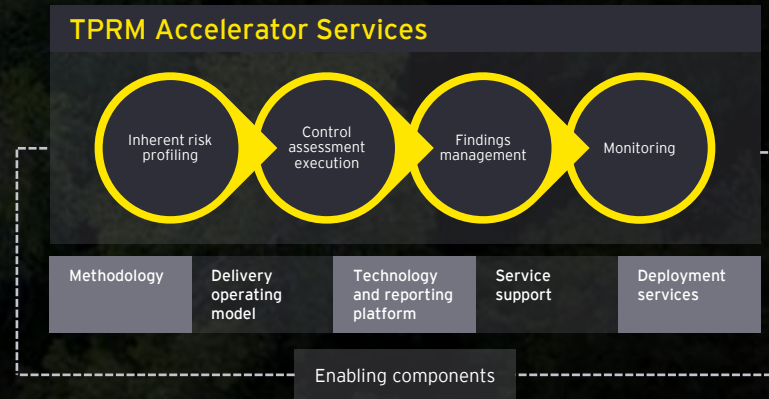 TPRM Accelerator Services
Inherent risk
profiling
Control
assessment
execution
Findings
management
Monitoring
Methodology
Delivery
operating
model
Technology
and reporting
platform
Service
support
Deployment
services
Enabling components